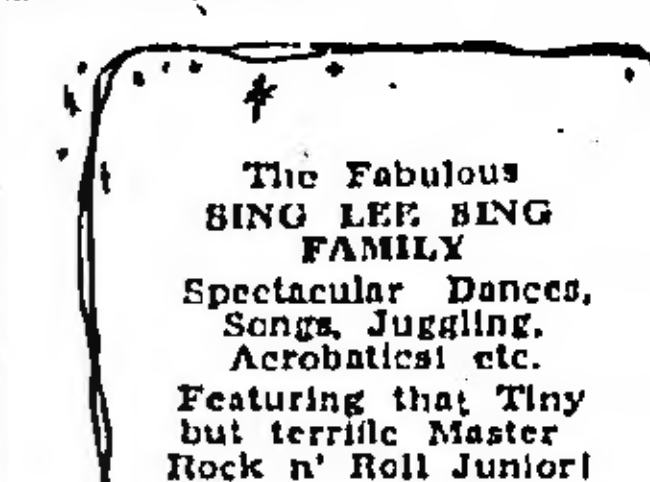 The Fabulous
SING LEE SING
FAMILY
Spectacular Dances,
Songs, Juggling,
Acrobatics! etc.
Featuring that Tiny
but terrific Master
Rock n' Roll Junior!